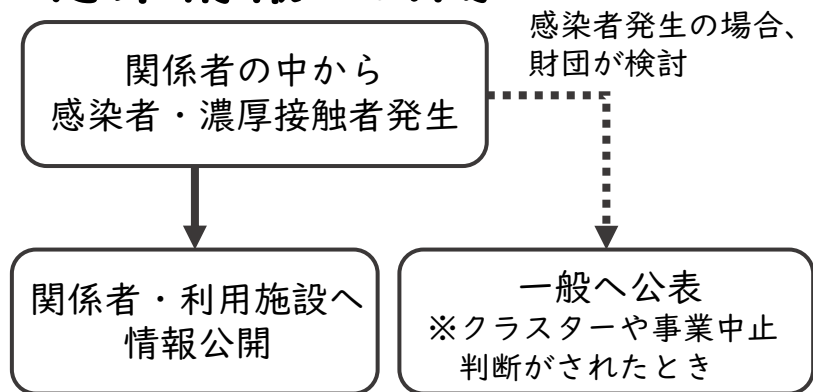 感染者発生の場合、
財団が検討
関係者の中から
感染者・濃厚接触者発生
関係者・利用施設へ
情報公開
一般へ公表
※クラスターや事業中止
判断がされたとき